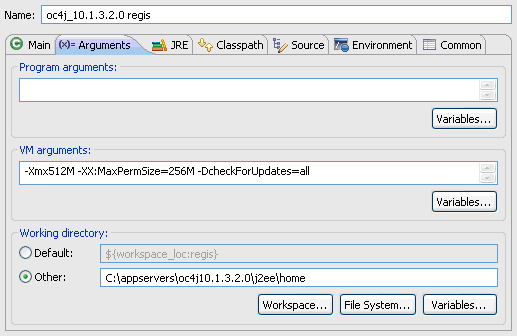 Name: oc4j_10.1.3.2.0 regis
Main (x)= Arguments JRE Classpath Source Environment Common
Program arguments:
Variables...
VM arguments:
-Xmx512M -XX:MaxPermSize=256M -DcheckForUpdates=all
Variables...
Working directory:
Default: ${workspace_loc:regis}
Other: C:\appservers\oc4j10.1.3.2.0\j2ee\home
Workspace... File System... Variables...